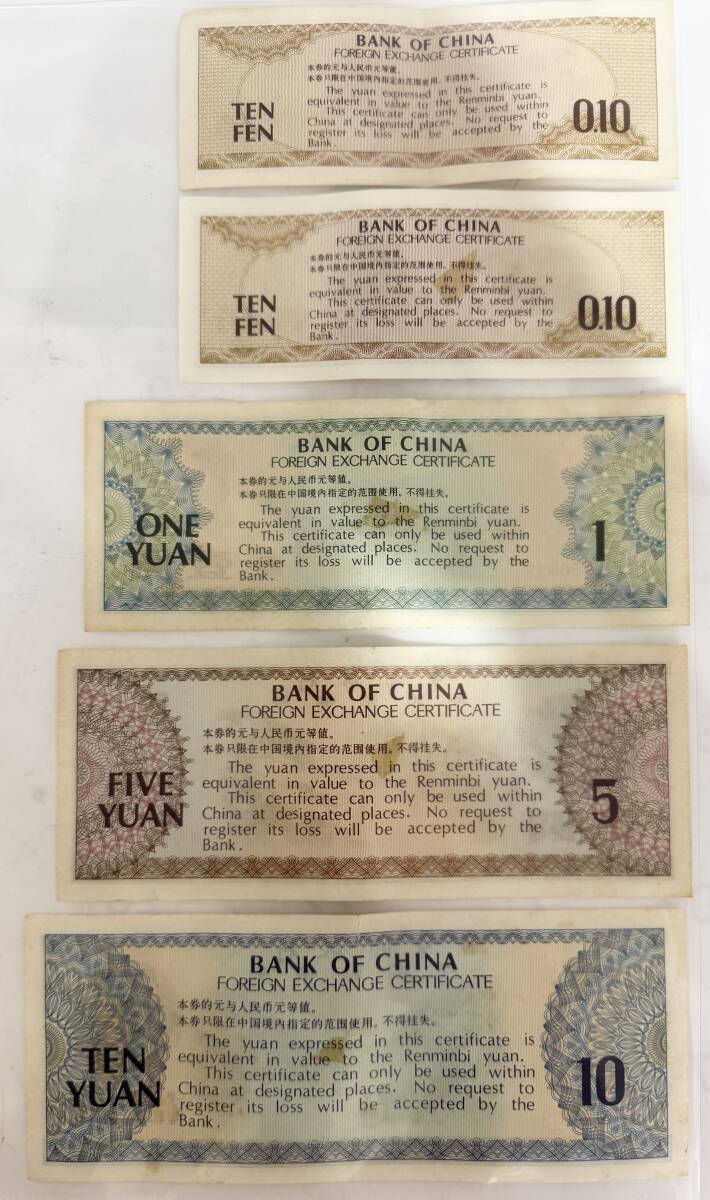 BANK OF CHINA
FOREIGN EXCHANGE CERTIFICATE
本券的元与人民币元等值。
本券只限在中国境内指定的范围使用，不得挂失。
The yuan expressed in this certificate is
equivalent in value to the Renminbi yuan.
This certificate can only be used within
China at designated places. No request to
register its loss will be accepted by the
Bank.
TEN
FEN
0.10
BANK OF CHINA
FOREIGN EXCHANGE CERTIFICATE
本券的元与人民币元等值。
本券只限在中国境内指定的范围使用，不得挂失。
The yuan expressed in this certificate is
equivalent in value to the Renminbi yuan.
This certificate can only be used within
China at designated places. No request to
register its loss will be accepted by the
Bank.
TEN
FEN
0.10
BANK OF CHINA
FOREIGN EXCHANGE CERTIFICATE
本券的元与人民币元等值。
本券只限在中国境内指定的范围使用，不得挂失。
The yuan expressed in this certificate is
equivalent in value to the Renminbi yuan.
This certificate can only be used within
China at designated places. No request to
register its loss will be accepted by the
Bank.
ONE
YUAN
1
BANK OF CHINA
FOREIGN EXCHANGE CERTIFICATE
本券的元与人民币元等值。
本券只限在中国境内指定的范围使用，不得挂失。
The yuan expressed in this certificate is
equivalent in value to the Renminbi yuan.
This certificate can only be used within
China at designated places. No request to
register its loss will be accepted by the
Bank.
FIVE
YUAN
5
BANK OF CHINA
FOREIGN EXCHANGE CERTIFICATE
本券的元与人民币元等值。
本券只限在中国境内指定的范围使用，不得挂失。
The yuan expressed in this certificate is
equivalent in value to the Renminbi yuan.
This certificate can only be used within
China at designated places. No request to
register its loss will be accepted by the
Bank.
TEN
YUAN
10